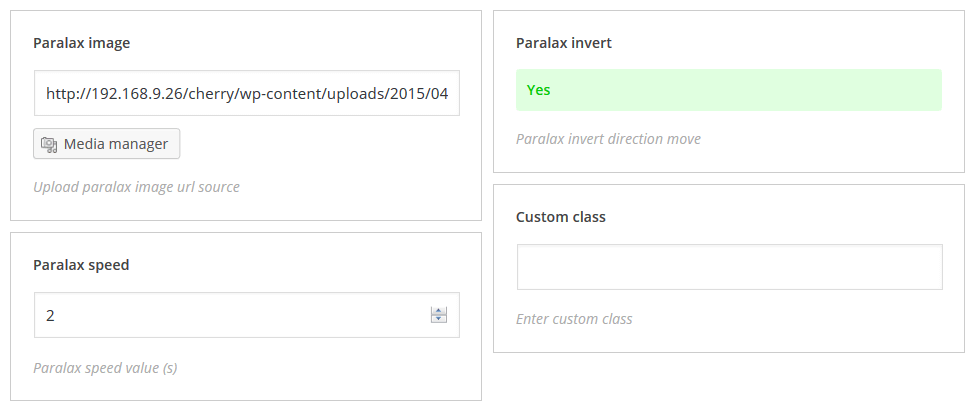 Paralax image
http://192.168.9.26/cherry/wp-content/uploads/2015/04
Media manager
Upload paralax image url source
Paralax speed
2
Paralax speed value (s)
Paralax invert
Yes
Paralax invert direction move
Custom class
Enter custom class